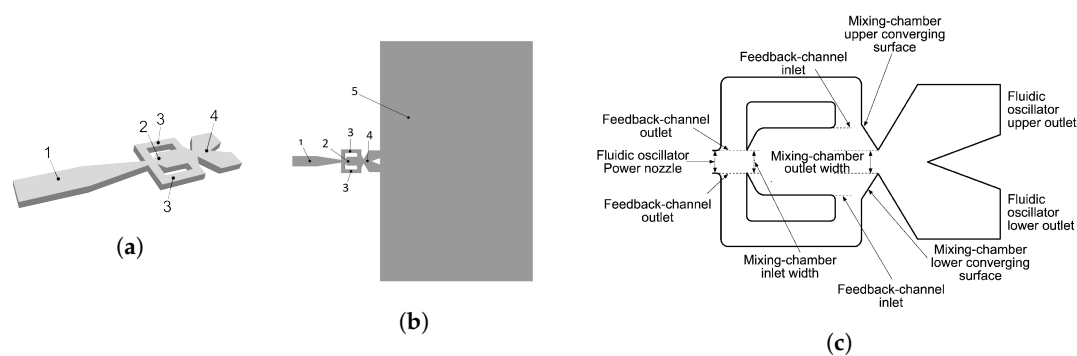 1
2
3
3
4
(a)
1
2
3
3
4
5
(b)
Mixing-chamber
upper converging
surface
Feedback-channel
inlet
Fluidic
oscillator
upper outlet
Feedback-channel
outlet
Fluidic oscillator
Power nozzle
Mixing-chamber
outlet width
Feedback-channel
outlet
Fluidic
oscillator
lower outlet
Mixing-chamber
inlet width
Mixing-chamber
lower converging
surface
Feedback-channel
inlet
(c)